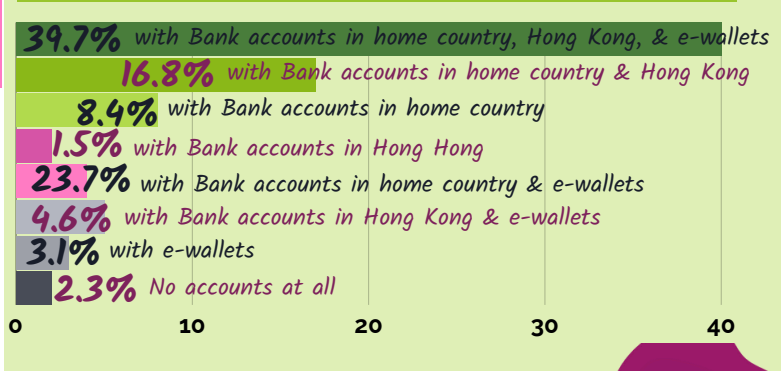 39.7% with Bank accounts in home country, Hong Kong, & e-wallets
16.8% with Bank accounts in home country & Hong Kong
8.4% with Bank accounts in home country
1.5% with Bank accounts in Hong Hong
23.7% with Bank accounts in home country & e-wallets
4.6% with Bank accounts in Hong Kong & e-wallets
3.1% with e-wallets
2.3% No accounts at all
0 10 20 30 40